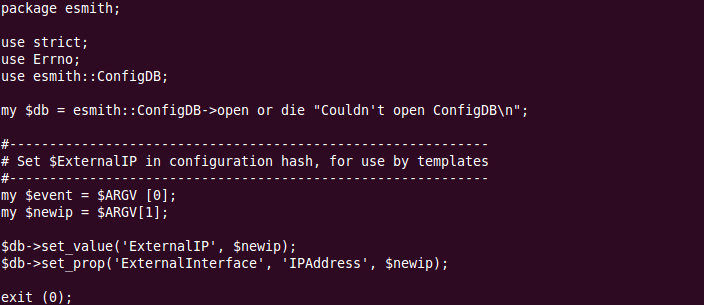 package esmith;
use strict;
use Errno;
use esmith::ConfigDB;
my $db = esmith::ConfigDB->open or die "Couldn't open ConfigDB\n";
#------------------------------------------------------------
# Set $ExternalIP in configuration hash, for use by templates
#------------------------------------------------------------
my $event = $ARGV [0];
my $newip = $ARGV[1];
$db->set_value('ExternalIP', $newip);
$db->set_prop('ExternalInterface', 'IPAddress', $newip);
exit (0);